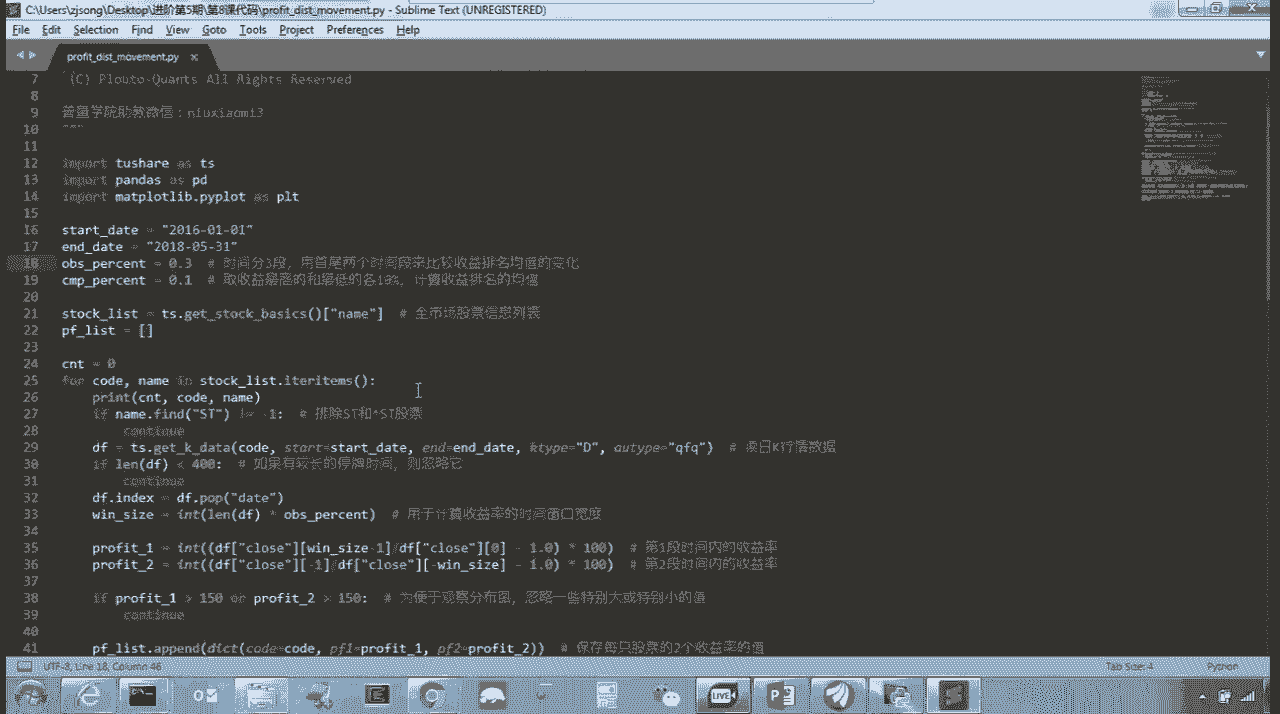 C:\Users\zjsong\Desktop\进阶第5期\第8课代码\profit_dist_movement.py - Sublime Text (UNREGISTERED)
File Edit Selection Find View Goto Tools Project Preferences Help
profit_dist_movement.py ×
7 (C) Plouto-Quants All Rights Reserved
8
9 普量学院助教微信：niuxiaomi3
10 """
11
12 import tushare as ts
13 import pandas as pd
14 import matplotlib.pyplot as plt
15
16 start_date = "2016-01-01"
17 end_date = "2018-05-31"
18 obs_percent = 0.3 # 时间分3段，用首尾两个时间段来比较收益排名均值的变化
19 cmp_percent = 0.1 # 取收益最高的和最低的各10%，计算收益排名的均值
20
21 stock_list = ts.get_stock_basics()["name"] # 全市场股票信息列表
22 pf_list = []
23
24 cnt = 0
25 for code, name in stock_list.iteritems():
26 print(cnt, code, name)
27 if name.find("ST") != -1: # 排除ST和*ST股票
28 continue
29 df = ts.get_k_data(code, start=start_date, end=end_date, ktype="D", autype="qfq") # 读日K行情数据
30 if len(df) < 400: # 如果有较长的停牌时间，则忽略它
31 continue
32 df.index = df.pop("date")
33 win_size = int(len(df) * obs_percent) # 用于计算收益率的时间窗口宽度
34
35 profit_1 = int((df["close"][win_size-1]/df["close"][0] - 1.0) * 100) # 第1段时间内的收益率
36 profit_2 = int((df["close"][-1]/df["close"][-win_size] - 1.0) * 100) # 第2段时间内的收益率
37
38 if profit_1 > 150 or profit_2 > 150: # 为便于观察分布图，忽略一些特别大或特别小的值
39 continue
40
41 pf_list.append(dict(code=code, pf1=profit_1, pf2=profit_2)) # 保存每只股票的2个收益率的值
UTF-8, Line 18, Column 46 Tab Size: 4 Python
LIVE